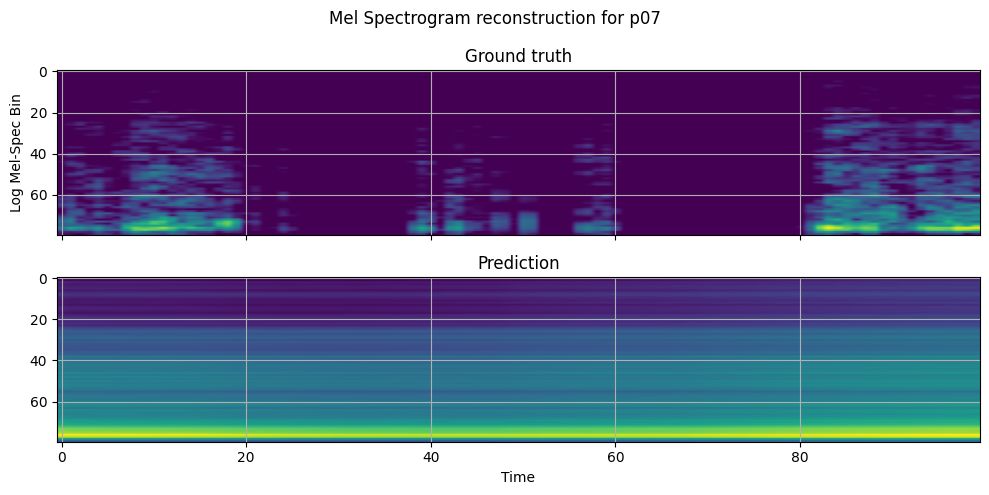 Mel Spectrogram reconstruction for p07
Ground truth
0
20
40
60
Log Mel-Spec Bin
Prediction
0
20
40
60
0 20 40 60 80
Time